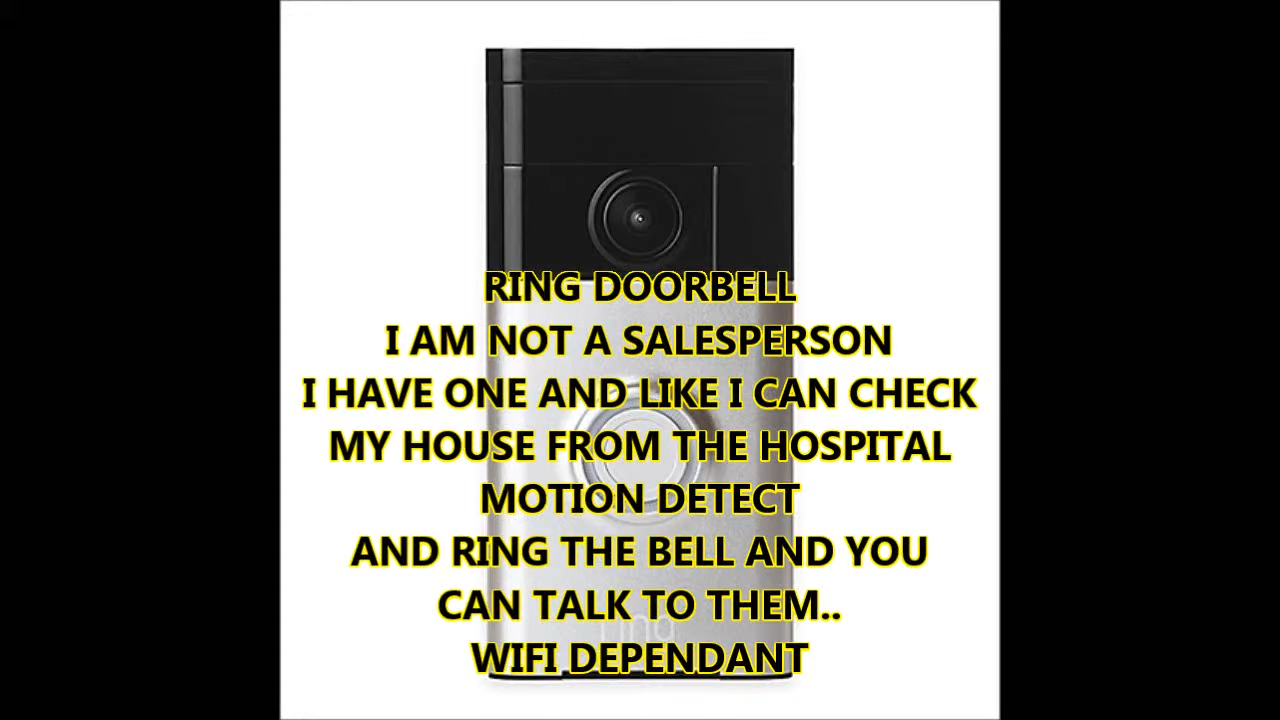 RING DOORBELL
I AM NOT A SALESPERSON
I HAVE ONE AND LIKE I CAN CHECK
MY HOUSE FROM THE HOSPITAL
MOTION DETECT
AND RING THE BELL AND YOU
CAN TALK TO THEM..
WIFI DEPENDANT
ring